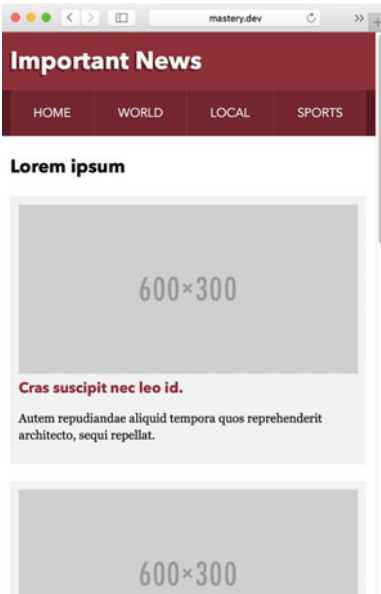 mastery.dev
Important News
HOME WORLD LOCAL SPORTS
Lorem ipsum
600×300
Cras suscipit nec leo id.
Autem repudiandae aliquid tempora quos reprehenderit
architecto, sequi repellat.
600×300